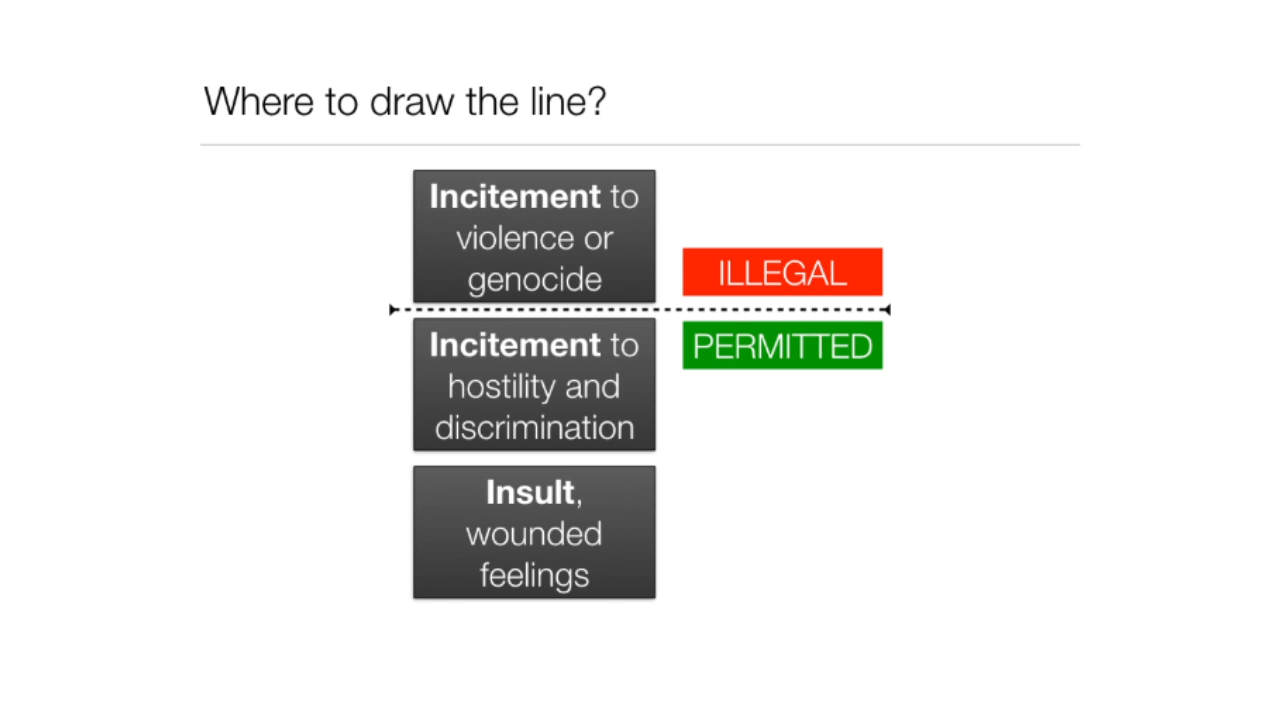 Where to draw the line?
Incitement to
violence or
genocide
ILLEGAL
Incitement to
hostility and
discrimination
PERMITTED
Insult,
wounded
feelings